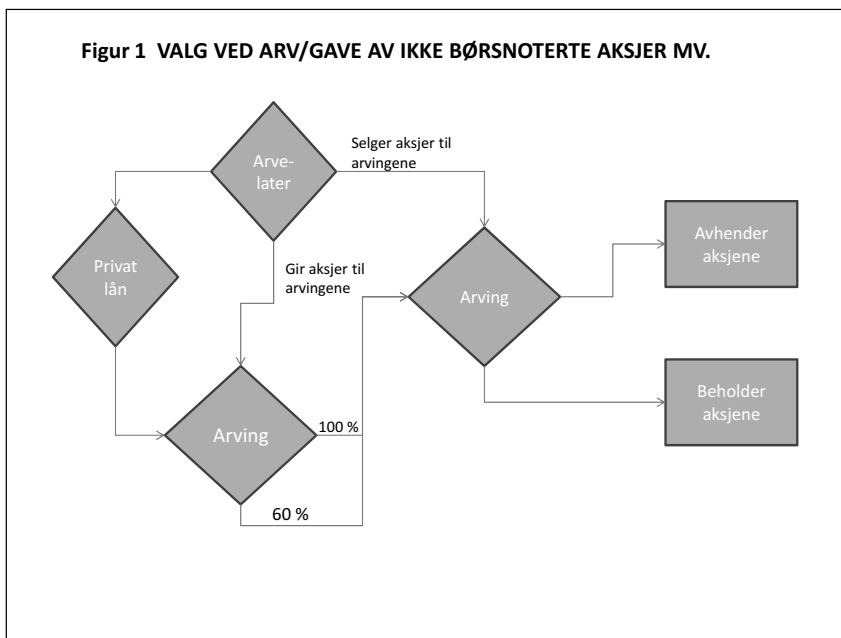 Figur 1 VALG VED ARV/GAVE AV IKKE BØRSNOTERTE AKSJER MV.
Arve-
later
Selger aksjer til
arvingene
Privat
lån
Gir aksjer til
arvingene
Arving
Avhender
aksjene
Arving
100 %
60 %
Beholder
aksjene